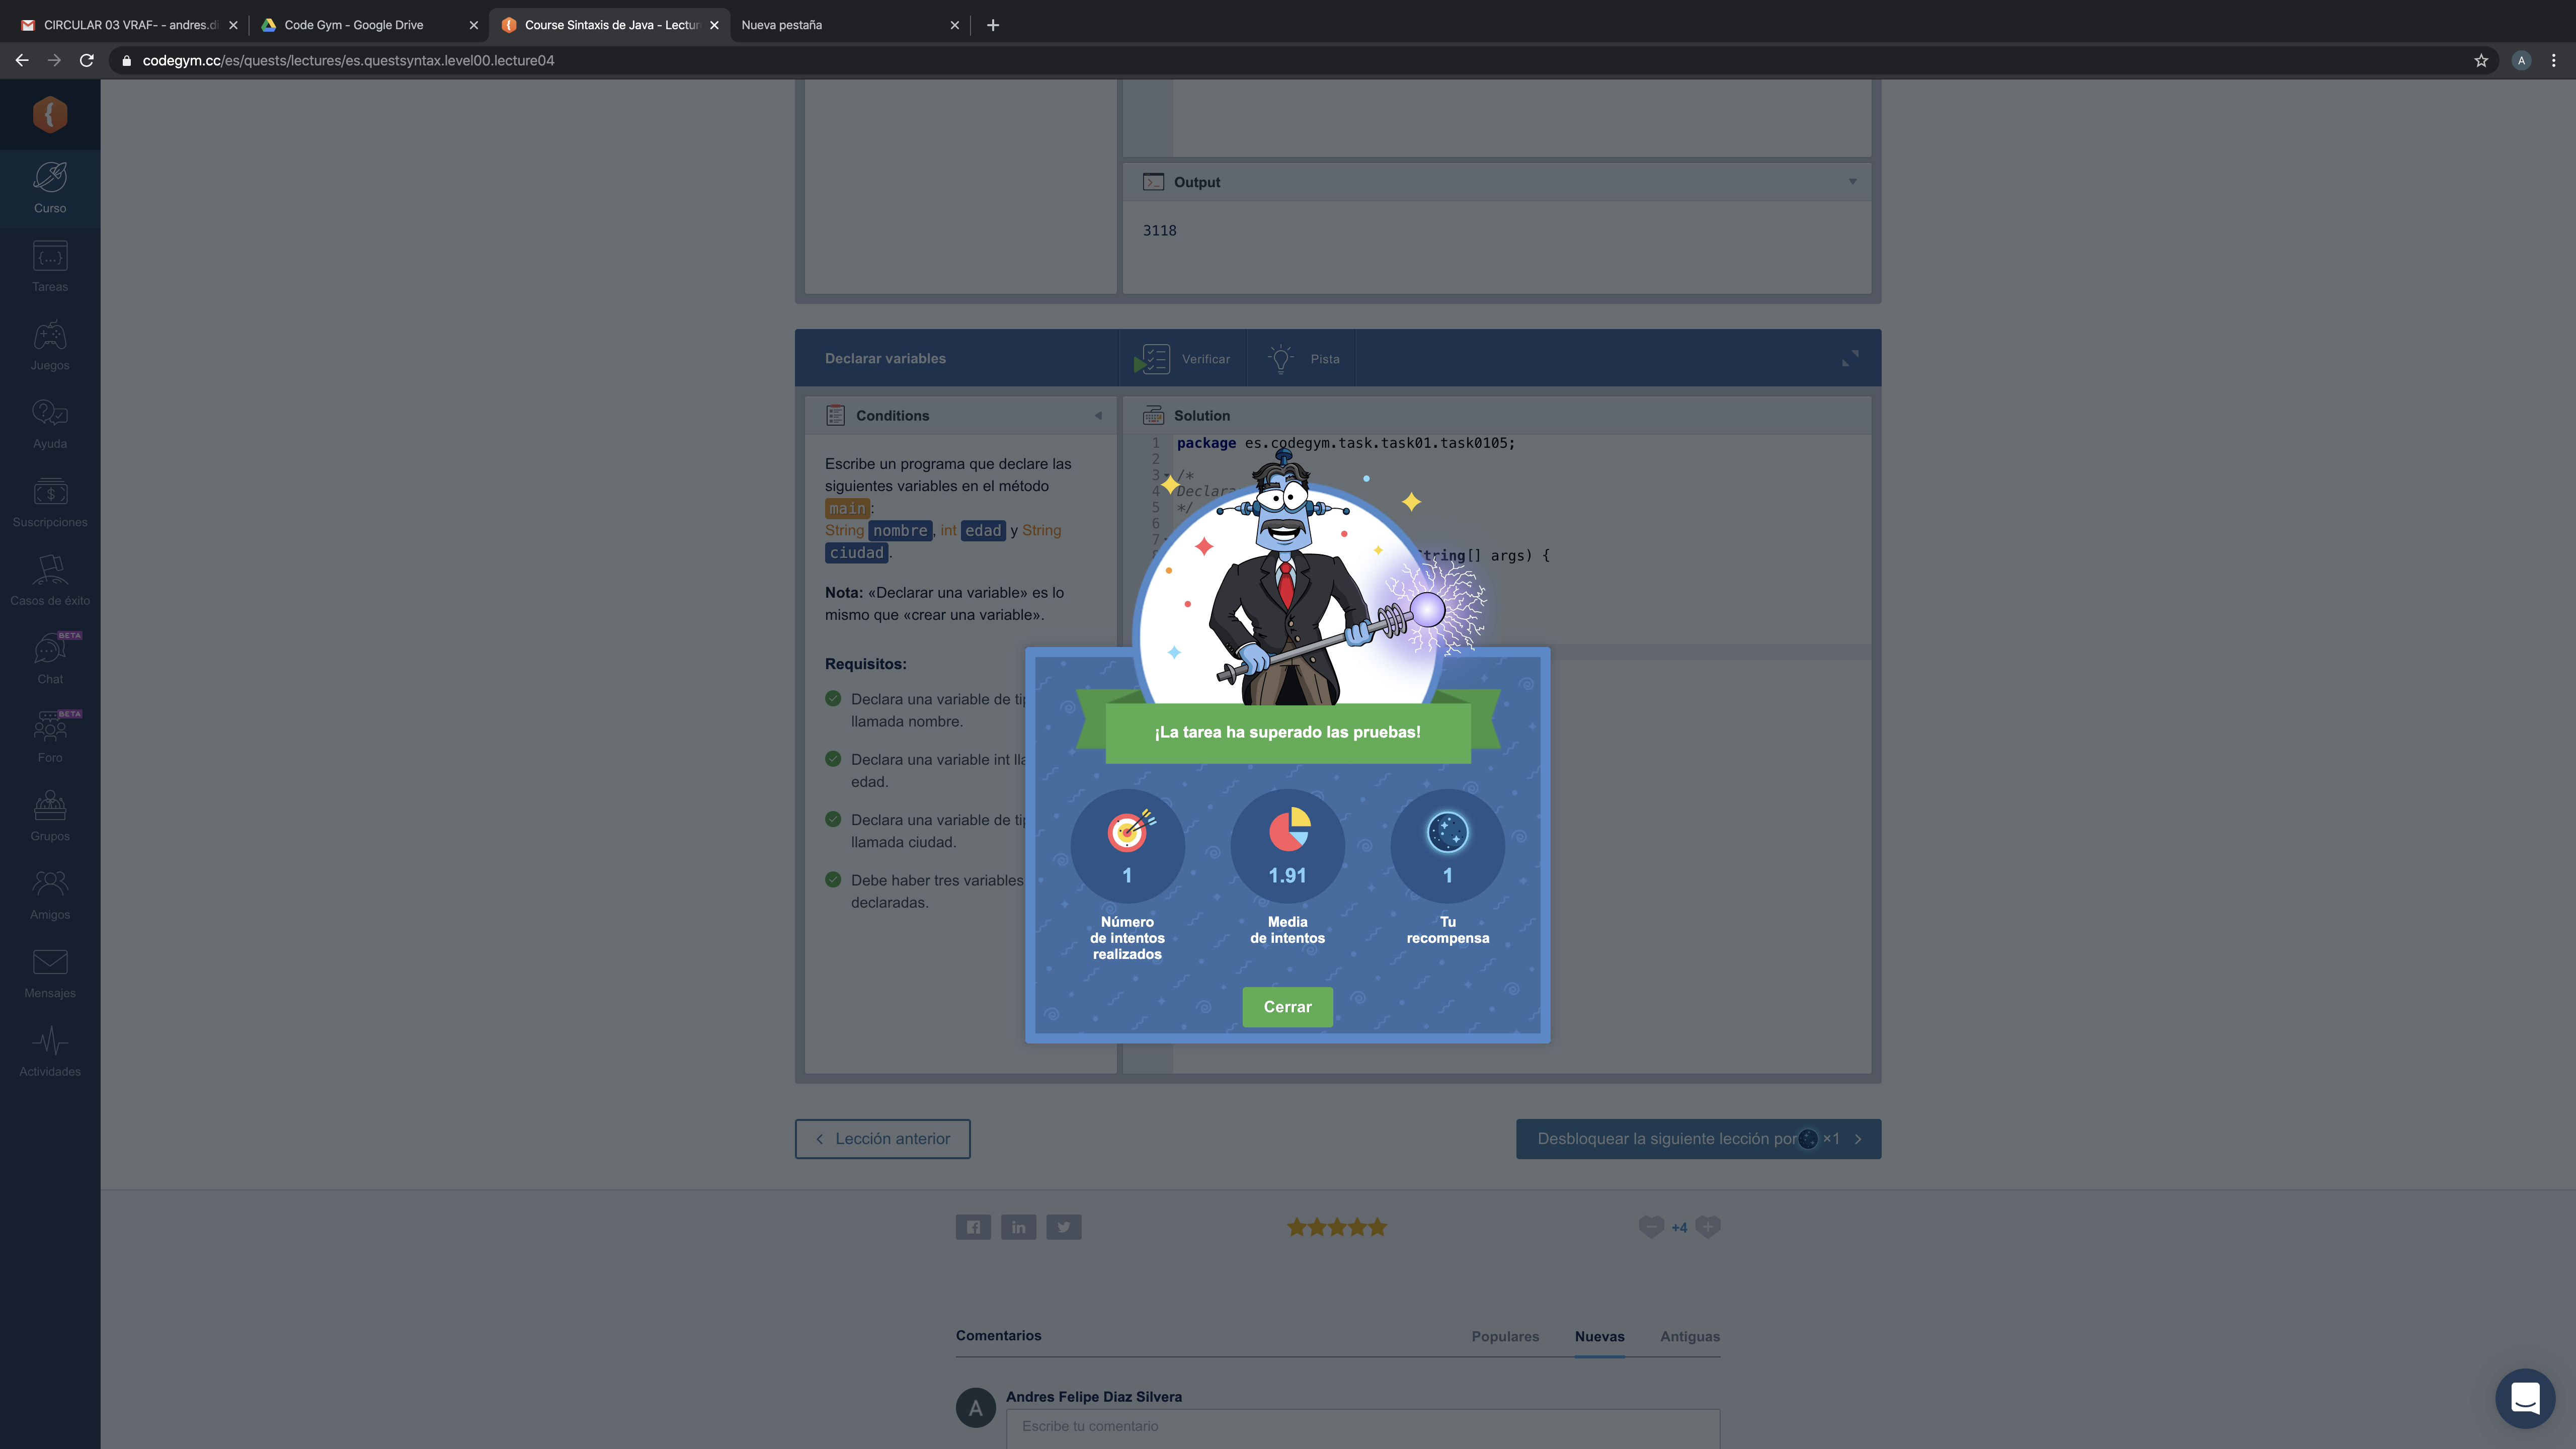 CIRCULAR 03 VRAF- - andres.di
Code Gym - Google Drive
Course Sintaxis de Java - Lectur
Nueva pestaña
codegym.cc/es/quests/lectures/es.questsyntax.level00.lecture04
A
Curso
Tareas
Juegos
Ayuda
Suscripciones
Casos de éxito
BETA
Chat
BETA
Foro
Grupos
Amigos
Mensajes
Actividades
Output
3118
Declarar variables
Verificar
Pista
Conditions
Escribe un programa que declare las
siguientes variables en el método
main:
String nombre, int edad y String
ciudad.
Nota: «Declarar una variable» es lo
mismo que «crear una variable».
Requisitos:
Declara una variable de tip
llamada nombre.
Declara una variable int lla
edad.
Declara una variable de tip
llamada ciudad.
Debe haber tres variables
declaradas.
Solution
1 package es.codegym.task.task01.task0105;
2
3 /*
4 Declara
5 */
6
7
String[] args) {
¡La tarea ha superado las pruebas!
1
Número
de intentos
realizados
1.91
Media
de intentos
1
Tu
recompensa
Cerrar
Lección anterior
Desbloquear la siguiente lección por ×1
+4
Comentarios
Populares
Nuevas
Antiguas
A
Andres Felipe Diaz Silvera
Escribe tu comentario